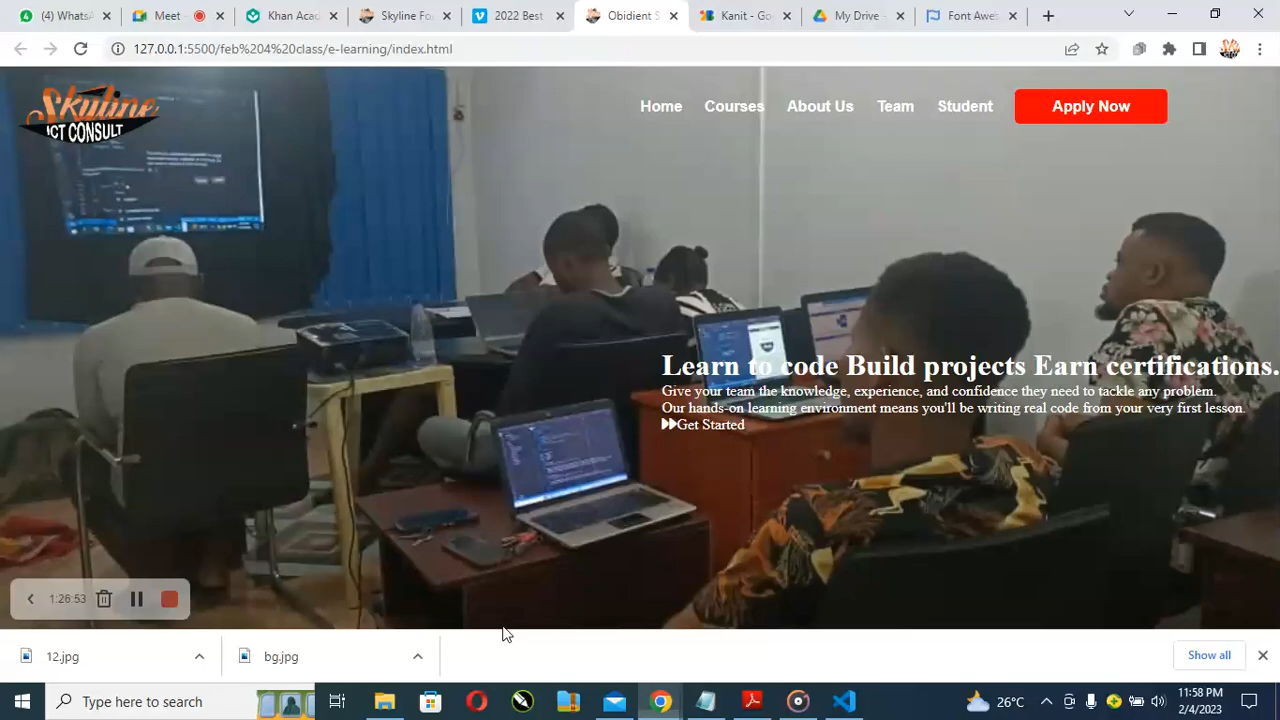 (4) WhatsA
Meet -
Khan Acac
Skyline Fo
2022 Best
Obidient S
Kanit - Goo
My Drive -
Font Awes
127.0.0.1:5500/feb%204%20class/e-learning/index.html
Skyline
ICT CONSULT
Home
Courses
About Us
Team
Student
Apply Now
Learn to code Build projects Earn certifications.
Give your team the knowledge, experience, and confidence they need to tackle any problem.
Our hands-on learning environment means you'll be writing real code from your very first lesson.
Get Started
1:26:53
12.jpg
bg.jpg
Show all
Type here to search
26°C
11:58 PM
2/4/2023